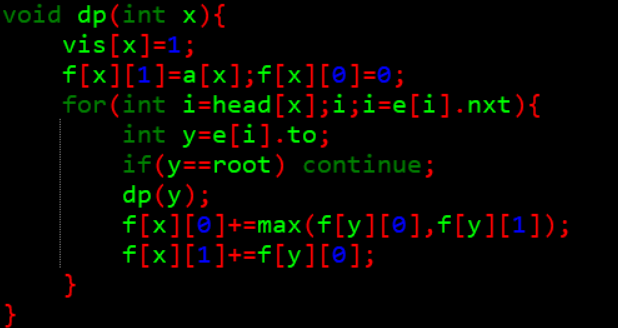 void dp(int x){
    vis[x]=1;
    f[x][1]=a[x];f[x][0]=0;
    for(int i=head[x];i;i=e[i].nxt){
        int y=e[i].to;
        if(y==root) continue;
        dp(y);
        f[x][0]+=max(f[y][0],f[y][1]);
        f[x][1]+=f[y][0];
    }
}